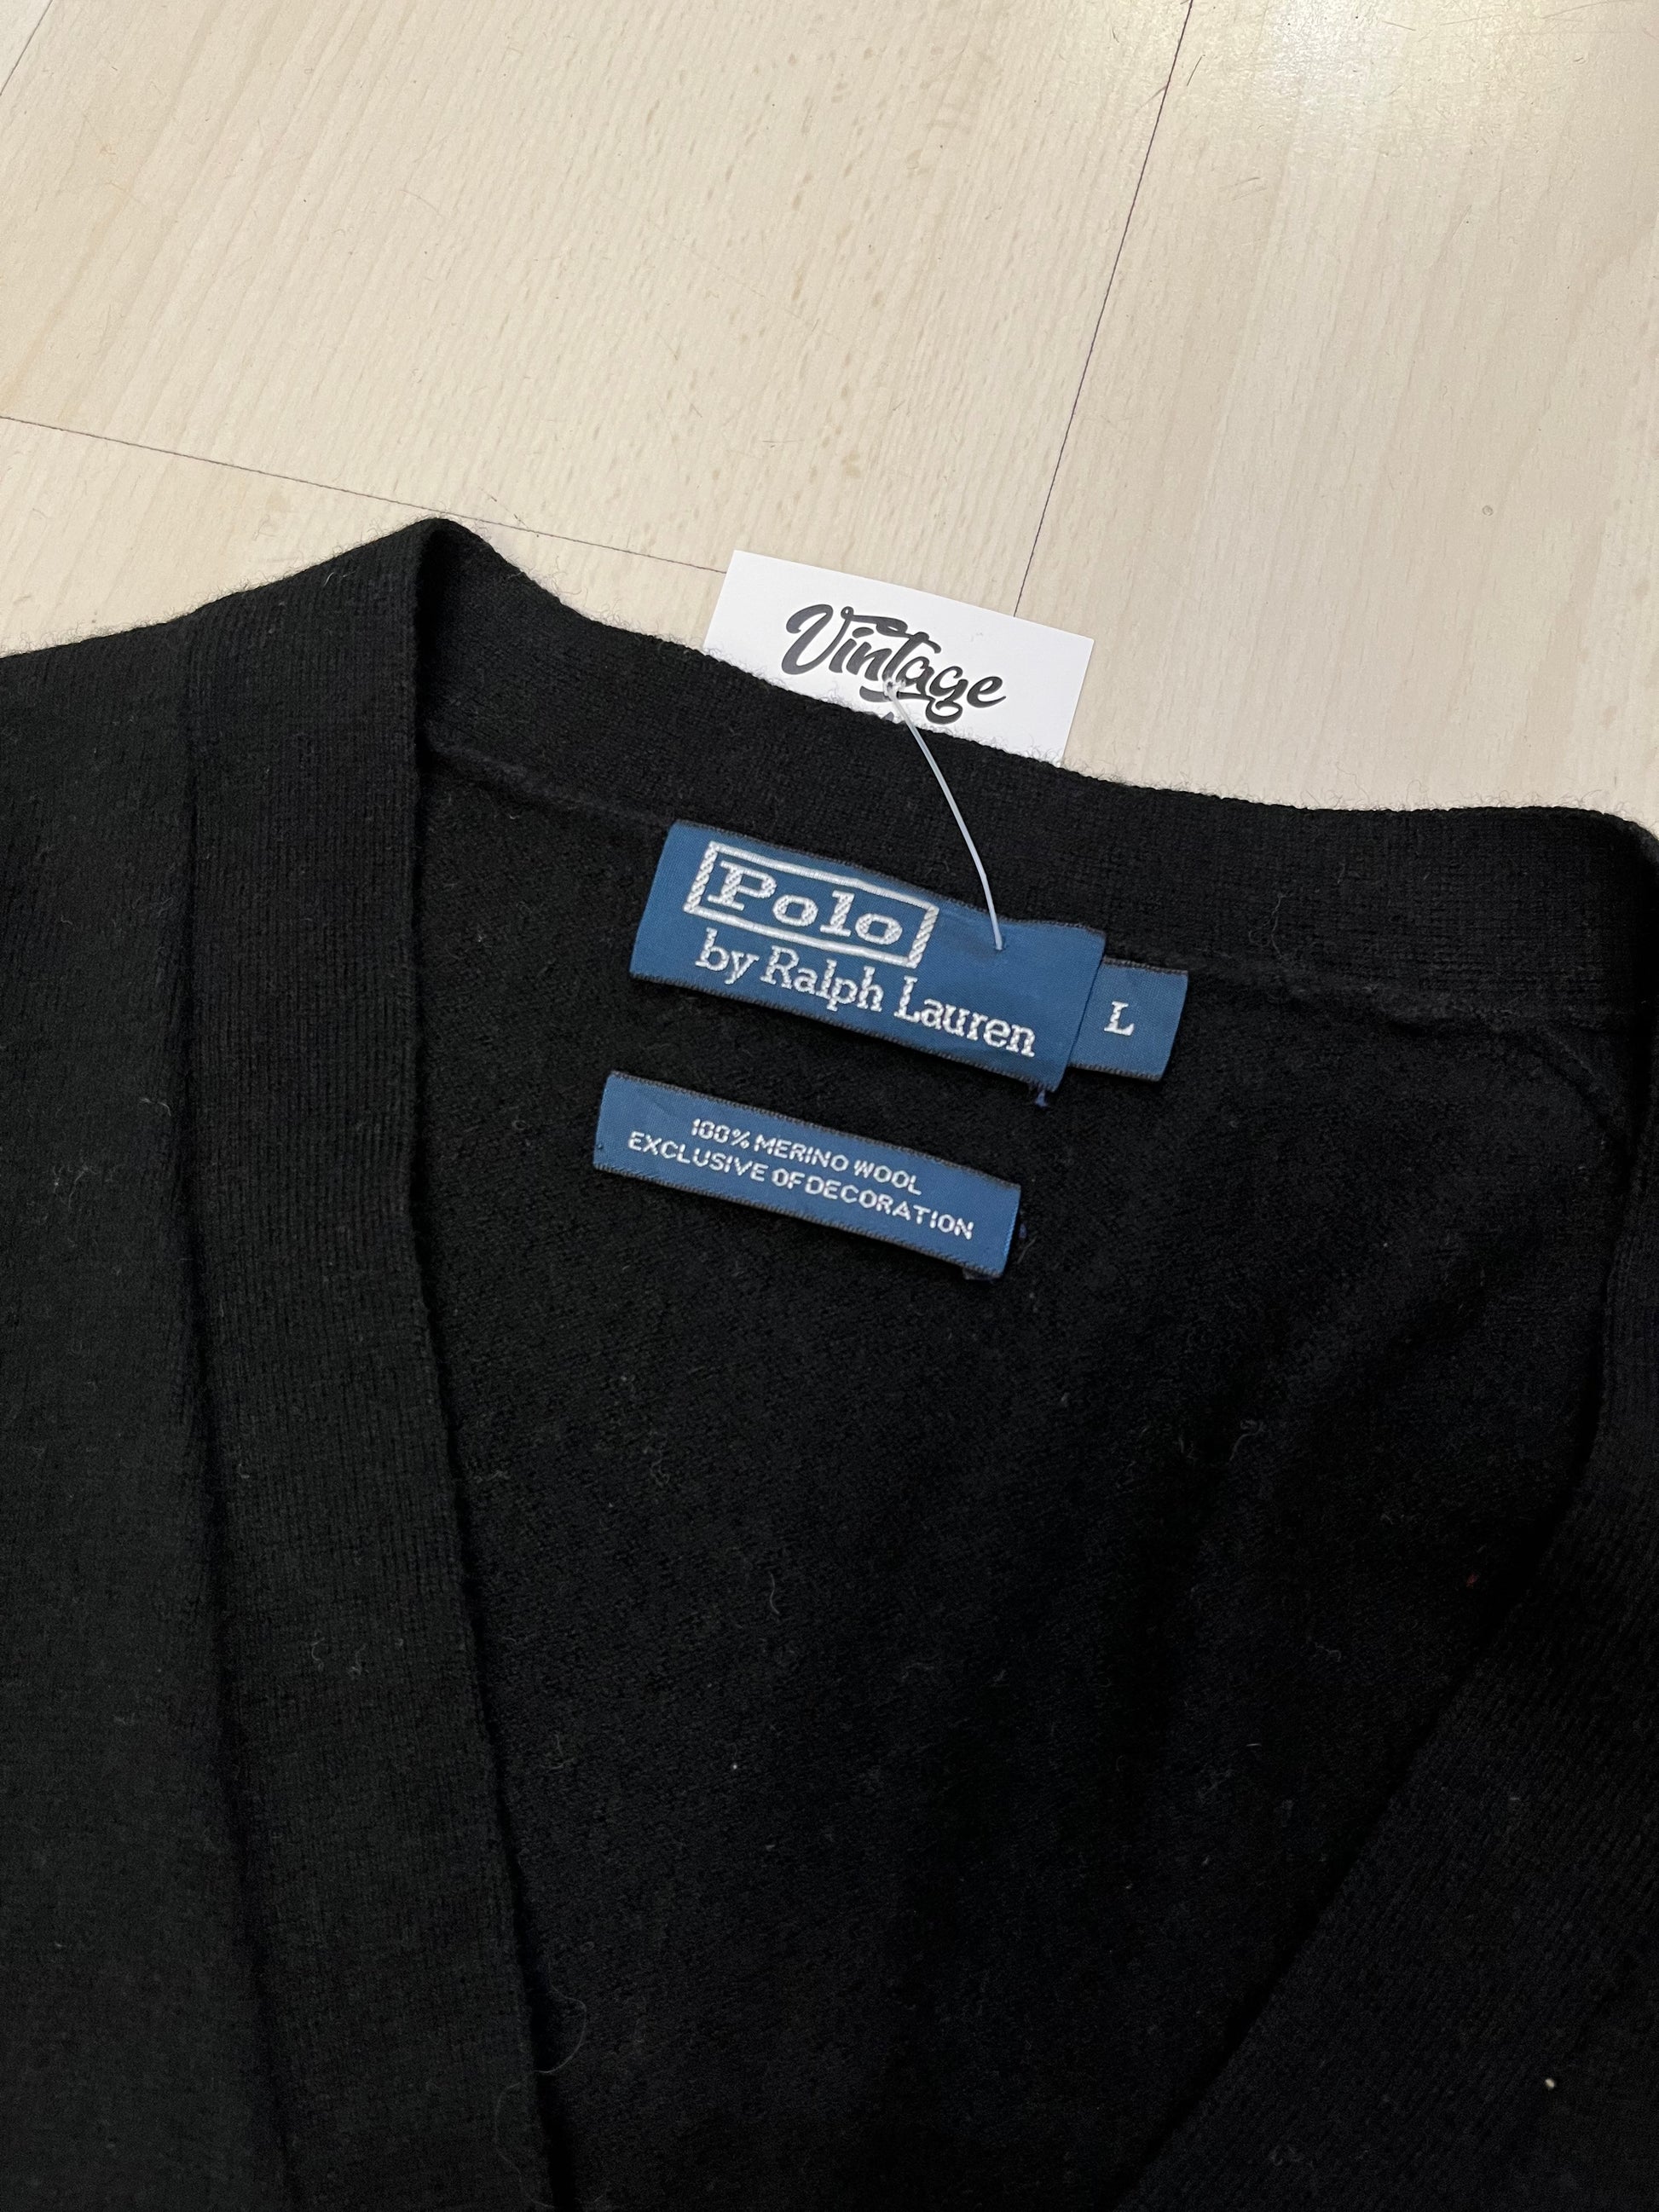 Vintage
Polo
by Ralph Lauren
L
100% MERINO WOOL
EXCLUSIVE OF DECORATION